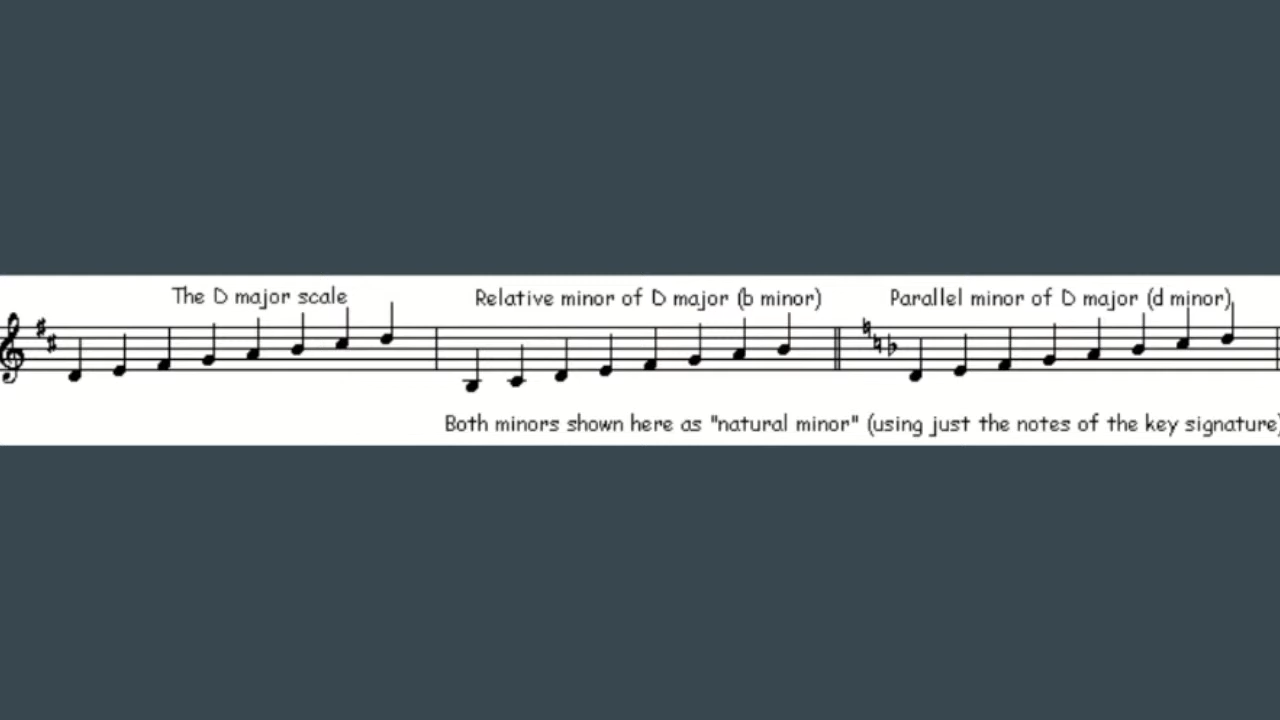 The D major scale
Relative minor of D major (b minor)
Parallel minor of D major (d minor)
Both minors shown here as "natural minor" (using just the notes of the key signature)